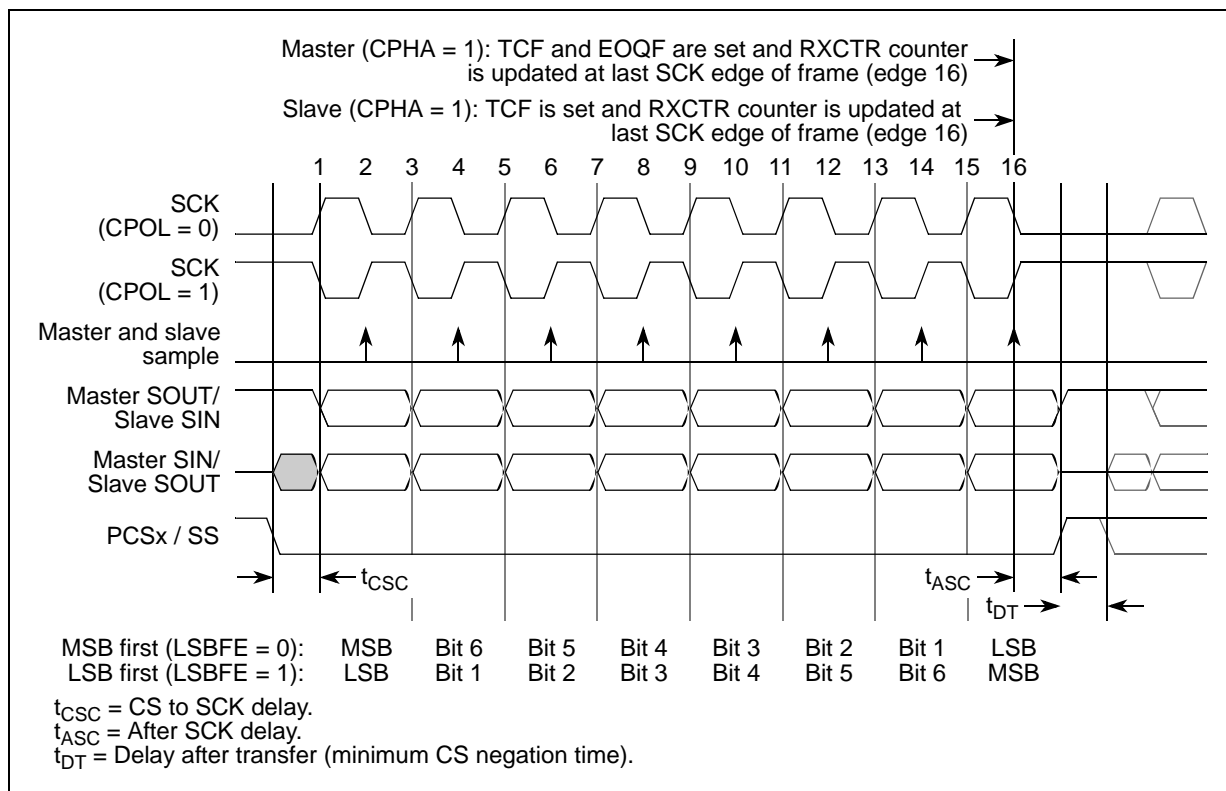 Master (CPHA = 1): TCF and EOQF are set and RXCTR counter
is updated at last SCK edge of frame (edge 16)
Slave (CPHA = 1): TCF is set and RXCTR counter is updated at
last SCK edge of frame (edge 16)
1 2 3 4 5 6 7 8 9 10 11 12 13 14 15 16
SCK
(CPOL = 0)
SCK
(CPOL = 1)
Master and slave
sample
Master SOUT/
Slave SIN
Master SIN/
Slave SOUT
PCSx / SS
tCSC tASC
tDT
MSB first (LSBFE = 0): MSB Bit 6 Bit 5 Bit 4 Bit 3 Bit 2 Bit 1 LSB
LSB first (LSBFE = 1): LSB Bit 1 Bit 2 Bit 3 Bit 4 Bit 5 Bit 6 MSB
tCSC = CS to SCK delay.
tASC = After SCK delay.
tDT = Delay after transfer (minimum CS negation time).